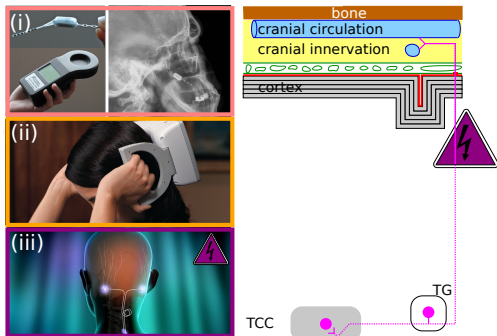 (i)
(ii)
(iii)
bone
cranial circulation
cranial innervation
cortex
TG
TCC